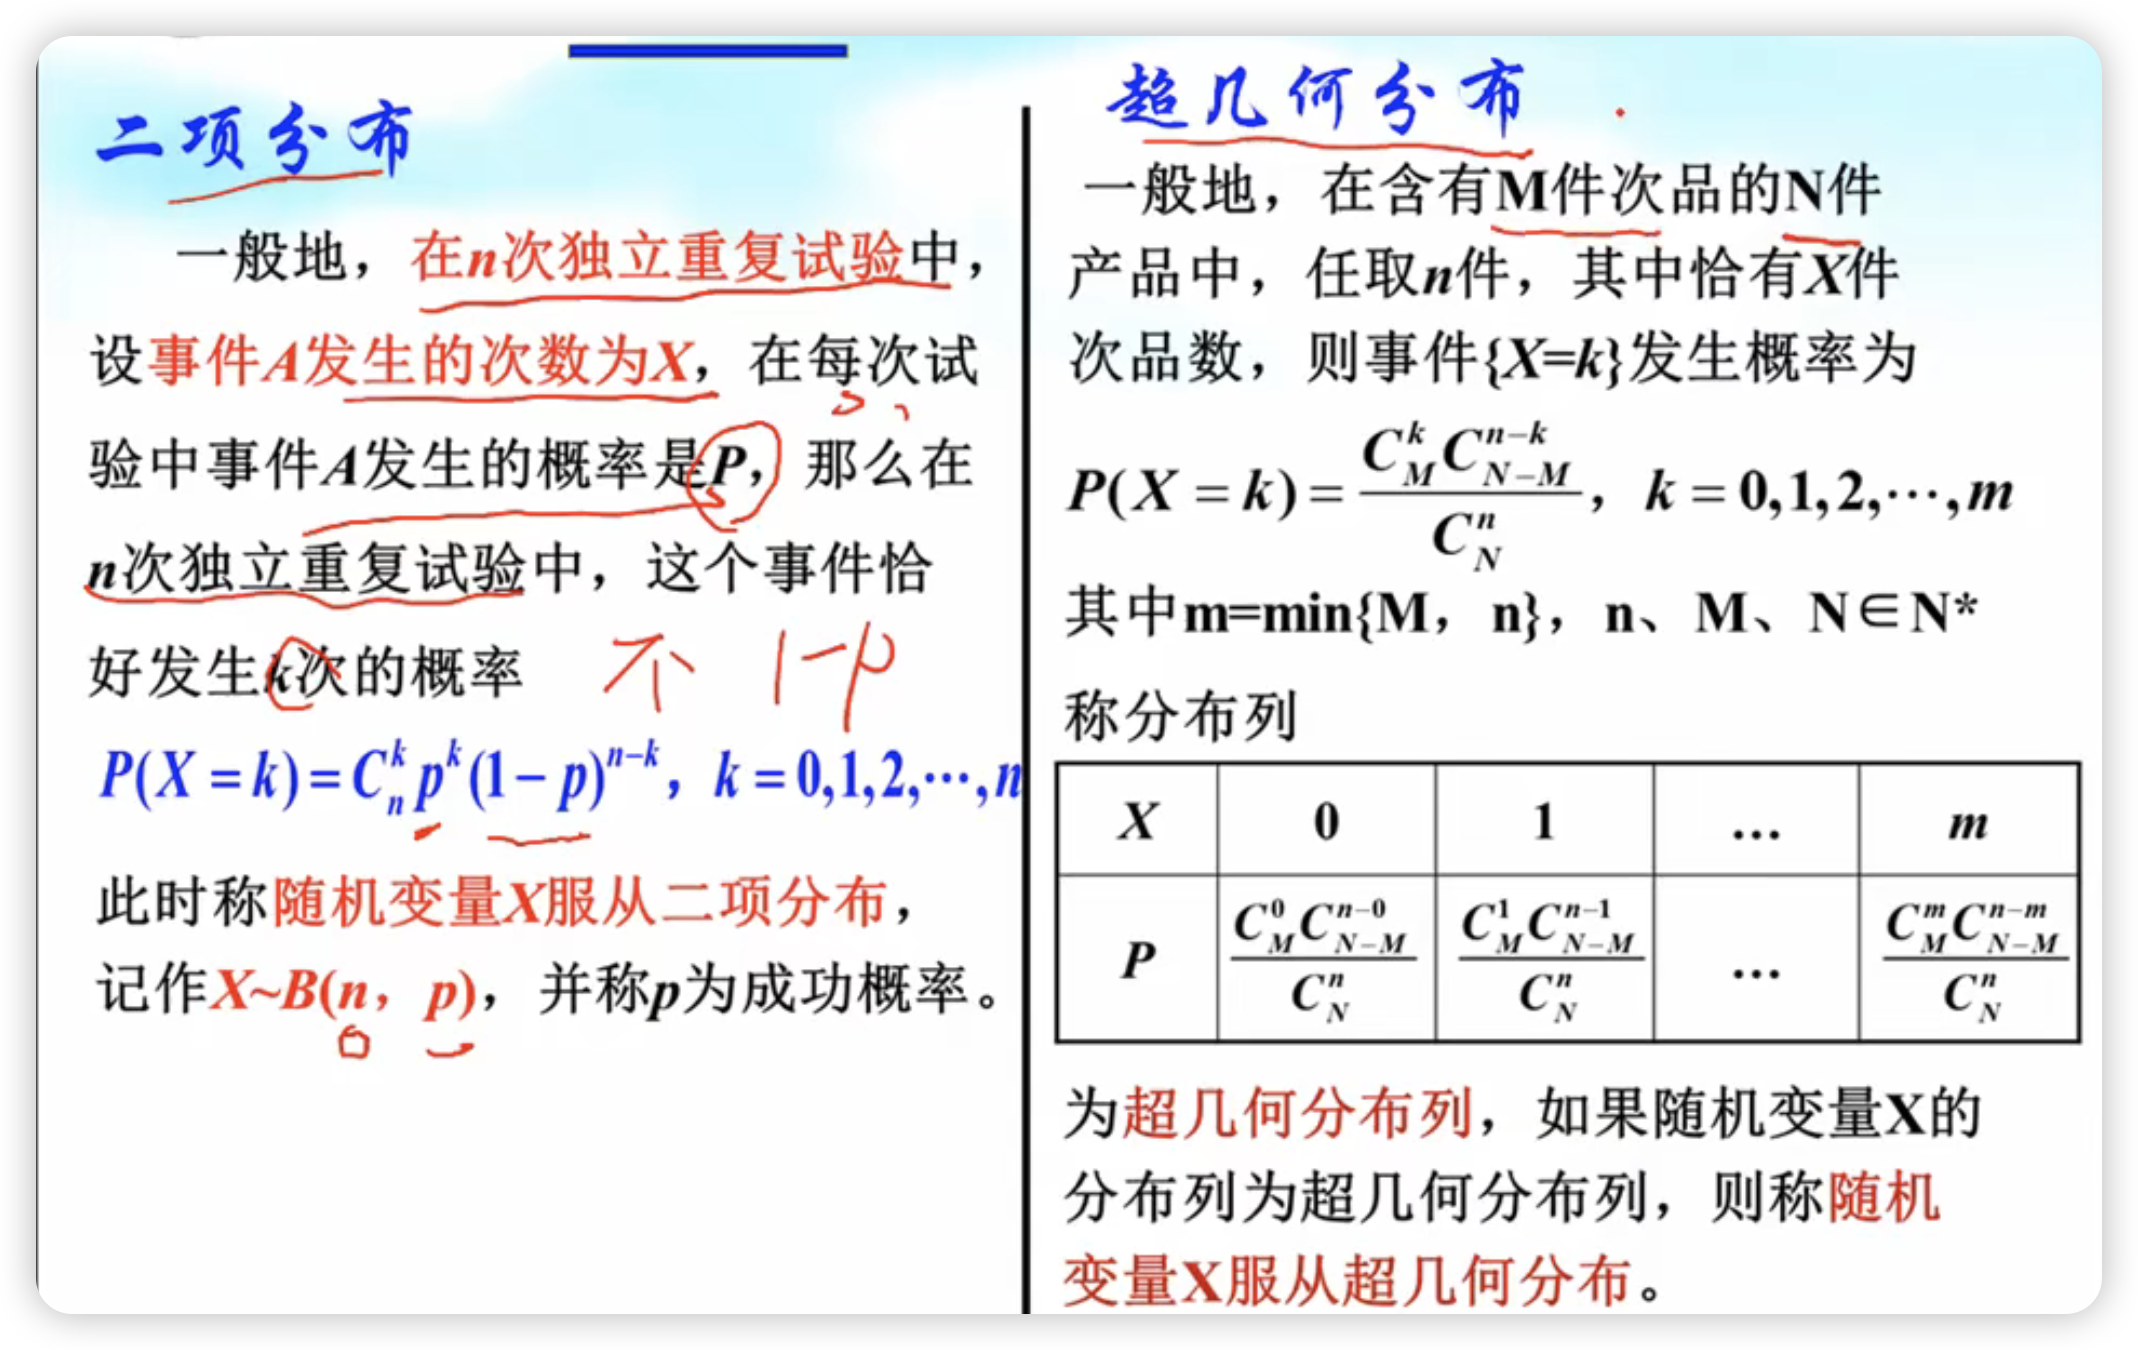 二项分布
一般地，在n次独立重复试验中，
设事件A发生的次数为X，在每次试
验中事件A发生的概率是P，那么在
n次独立重复试验中，这个事件恰
好发生k次的概率 不 1-p
P(X=k)=C_n^k p^k (1-p)^{n-k}，k=0,1,2,⋯,n
此时称随机变量X服从二项分布，
记作X~B(n，p)，并称p为成功概率。
超几何分布
一般地，在含有M件次品的N件
产品中，任取n件，其中恰有X件
次品数，则事件{X=k}发生概率为
P(X=k)=\frac{C_M^k C_{N-M}^{n-k}}{C_N^n}，k=0,1,2,⋯,m
其中m=min{M，n}，n、M、N∈N*
称分布列
X 0 1 … m
P \frac{C_M^0 C_{N-M}^{n-0}}{C_N^n} \frac{C_M^1 C_{N-M}^{n-1}}{C_N^n} … \frac{C_M^m C_{N-M}^{n-m}}{C_N^n}
为超几何分布列，如果随机变量X的
分布列为超几何分布列，则称随机
变量X服从超几何分布。